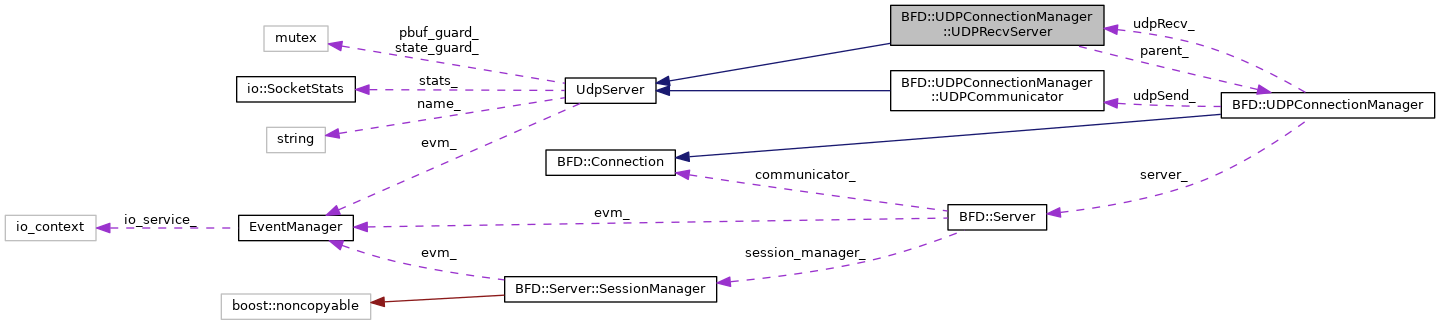 BFD::UDPConnectionManager
::UDPRecvServer
udpRecv_
mutex
pbuf_guard_
state_guard_
parent_
io::SocketStats
stats_
UdpServer
BFD::UDPConnectionManager
::UDPCommunicator
udpSend_
BFD::UDPConnectionManager
name_
string
evm_
BFD::Connection
communicator_
server_
io_context
io_service_
EventManager
evm_
BFD::Server
evm_
session_manager_
BFD::Server::SessionManager
boost::noncopyable